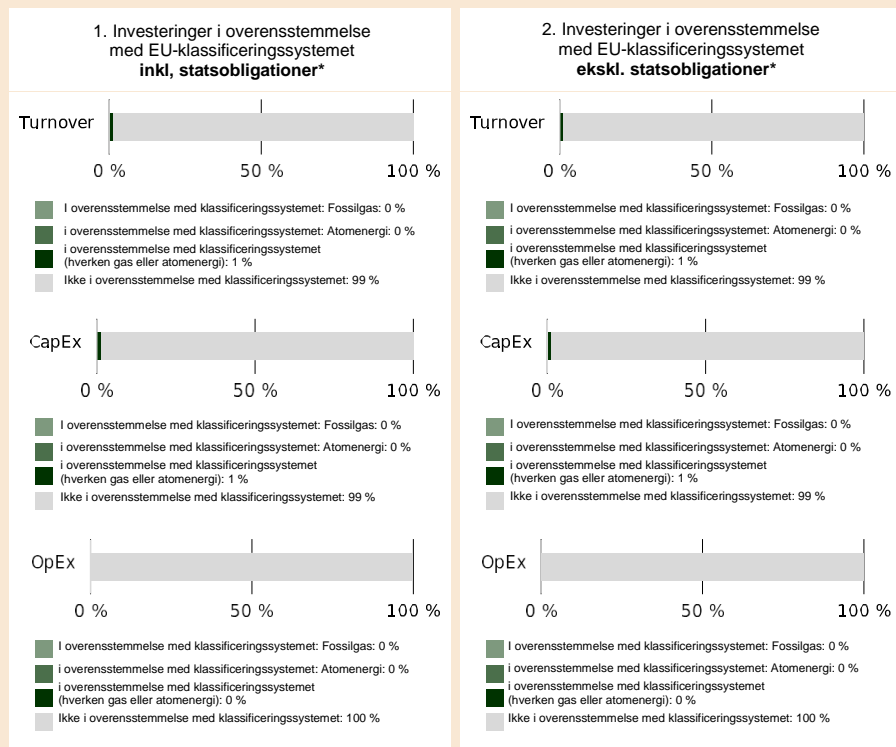 1. Investeringer i overensstemmelse
med EU-klassificeringssystemet
inkl, statsobligationer*
Turnover
0 % 50 % 100 %
I overensstemmelse med klassificeringssystemet: Fossilgas: 0 %
i overensstemmelse med klassificeringssystemet: Atomenergi: 0 %
i overensstemmelse med klassificeringssystemet
(hverken gas eller atomenergi): 1 %
Ikke i overensstemmelse med klassificeringssystemet: 99 %
CapEx
0 % 50 % 100 %
I overensstemmelse med klassificeringssystemet: Fossilgas: 0 %
i overensstemmelse med klassificeringssystemet: Atomenergi: 0 %
i overensstemmelse med klassificeringssystemet
(hverken gas eller atomenergi): 1 %
Ikke i overensstemmelse med klassificeringssystemet: 99 %
OpEx
0 % 50 % 100 %
I overensstemmelse med klassificeringssystemet: Fossilgas: 0 %
i overensstemmelse med klassificeringssystemet: Atomenergi: 0 %
i overensstemmelse med klassificeringssystemet
(hverken gas eller atomenergi): 0 %
Ikke i overensstemmelse med klassificeringssystemet: 100 %
2. Investeringer i overensstemmelse
med EU-klassificeringssystemet
ekskl. statsobligationer*
Turnover
0 % 50 % 100 %
I overensstemmelse med klassificeringssystemet: Fossilgas: 0 %
i overensstemmelse med klassificeringssystemet: Atomenergi: 0 %
i overensstemmelse med klassificeringssystemet
(hverken gas eller atomenergi): 1 %
Ikke i overensstemmelse med klassificeringssystemet: 99 %
CapEx
0 % 50 % 100 %
I overensstemmelse med klassificeringssystemet: Fossilgas: 0 %
i overensstemmelse med klassificeringssystemet: Atomenergi: 0 %
i overensstemmelse med klassificeringssystemet
(hverken gas eller atomenergi): 1 %
Ikke i overensstemmelse med klassificeringssystemet: 99 %
OpEx
0 % 50 % 100 %
I overensstemmelse med klassificeringssystemet: Fossilgas: 0 %
i overensstemmelse med klassificeringssystemet: Atomenergi: 0 %
i overensstemmelse med klassificeringssystemet
(hverken gas eller atomenergi): 0 %
Ikke i overensstemmelse med klassificeringssystemet: 100 %